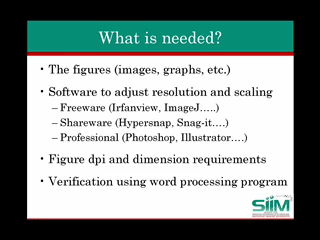 What is needed?
• The figures (images, graphs, etc.)
• Software to adjust resolution and scaling
– Freeware (Irfanview, ImageJ…..)
– Shareware (Hypersnap, Snag-it….)
– Professional (Photoshop, Illustrator….)
• Figure dpi and dimension requirements
• Verification using word processing program
SIIM